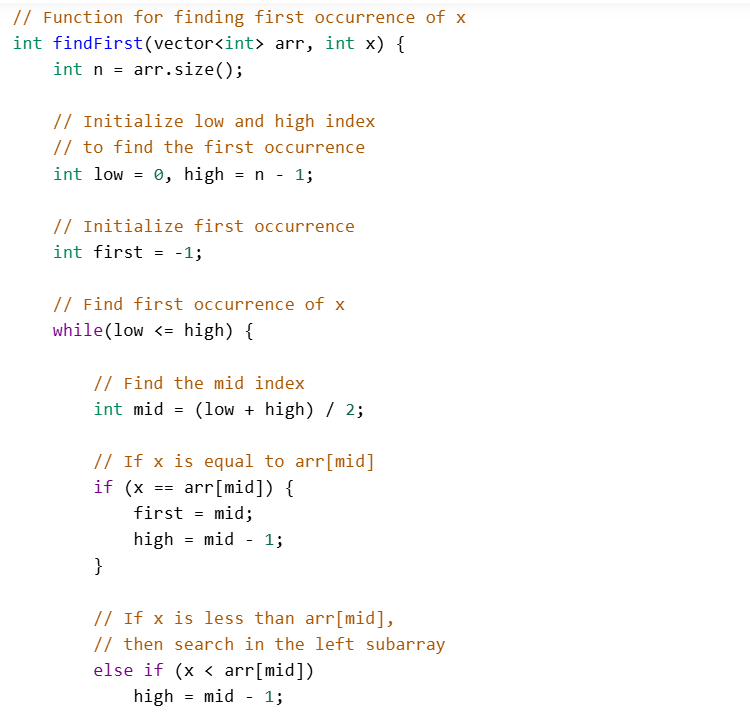 // Function for finding first occurrence of x
int findFirst(vector<int> arr, int x) {
    int n = arr.size();
    // Initialize low and high index
    // to find the first occurrence
    int low = 0, high = n - 1;
    // Initialize first occurrence
    int first = -1;
    // Find first occurrence of x
    while(low <= high) {
        // Find the mid index
        int mid = (low + high) / 2;
        // If x is equal to arr[mid]
        if (x == arr[mid]) {
            first = mid;
            high = mid - 1;
        }
        // If x is less than arr[mid],
        // then search in the left subarray
        else if (x < arr[mid])
            high = mid - 1;